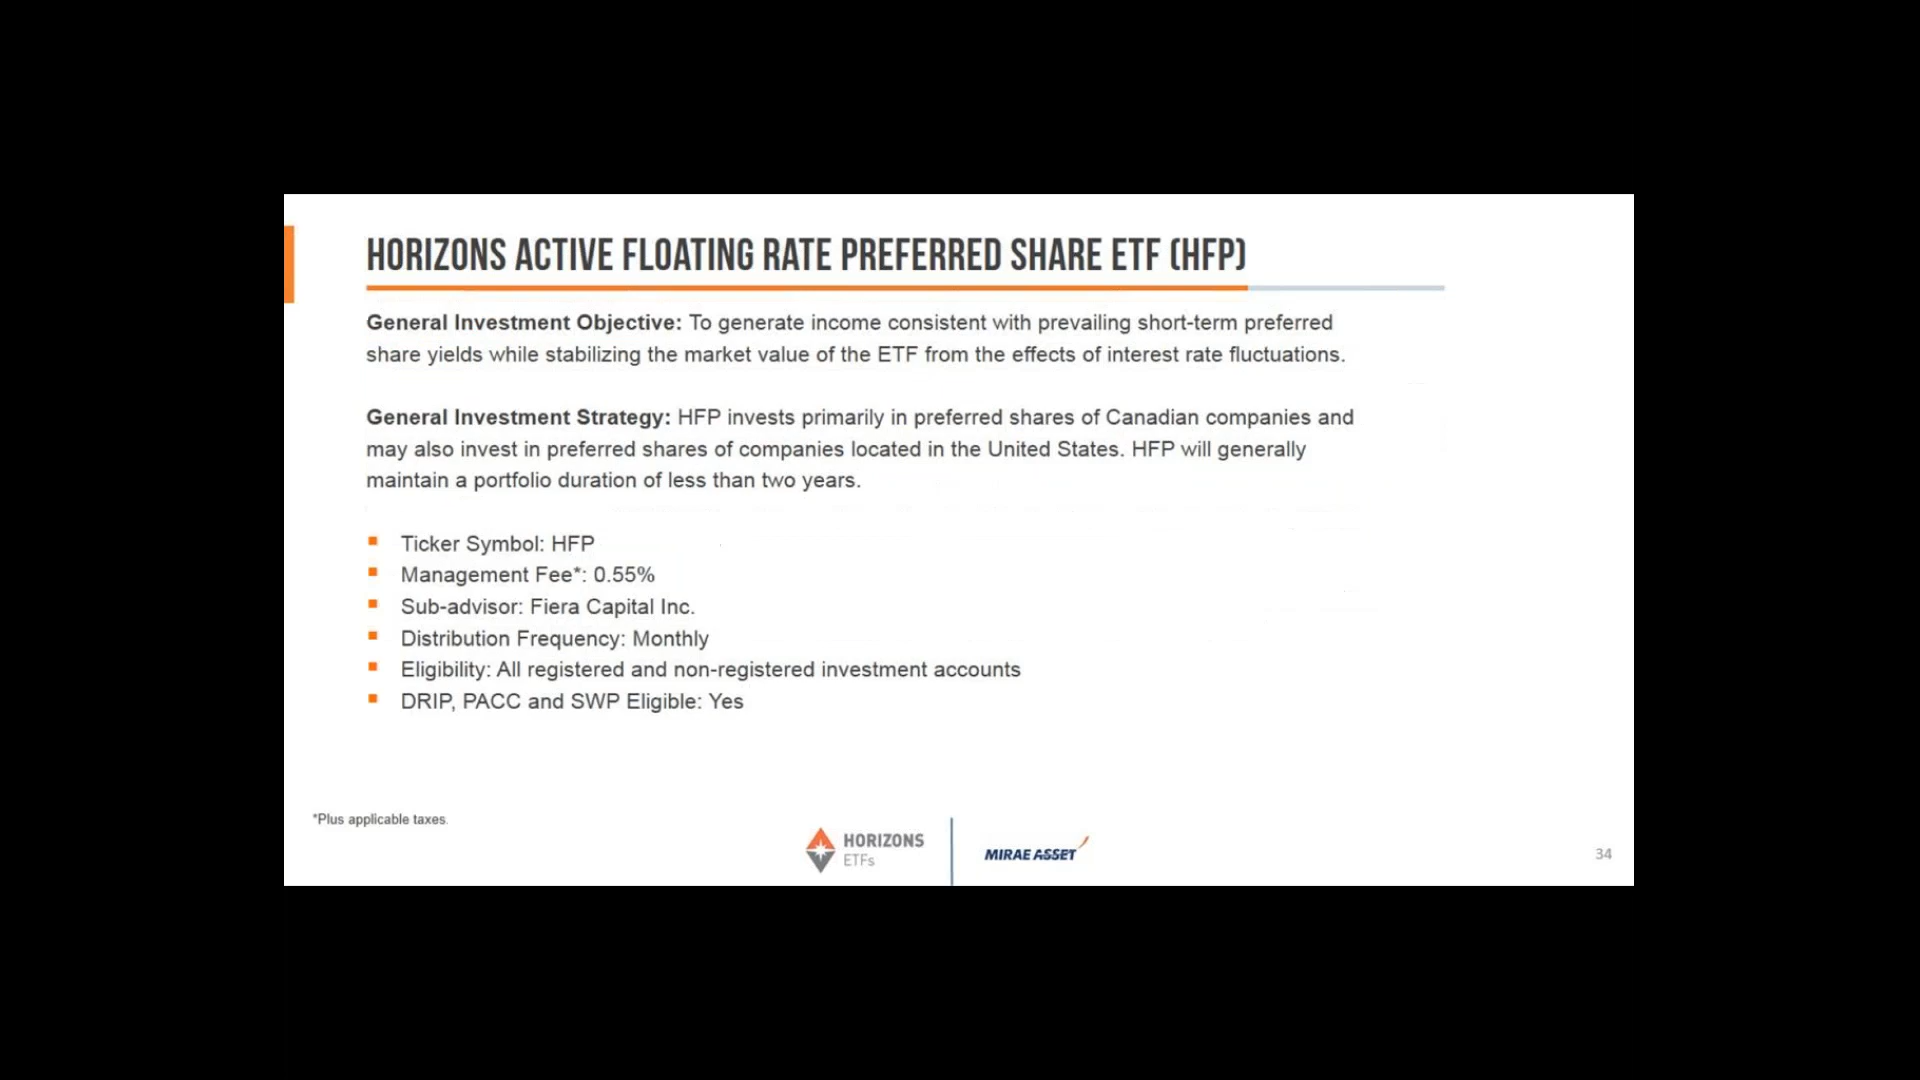 HORIZONS ACTIVE FLOATING RATE PREFERRED SHARE ETF (HFP)
General Investment Objective: To generate income consistent with prevailing short-term preferred
share yields while stabilizing the market value of the ETF from the effects of interest rate fluctuations.
General Investment Strategy: HFP invests primarily in preferred shares of Canadian companies and
may also invest in preferred shares of companies located in the United States. HFP will generally
maintain a portfolio duration of less than two years.
Ticker Symbol: HFP
Management Fee*: 0.55%
Sub-advisor: Fiera Capital Inc.
Distribution Frequency: Monthly
Eligibility: All registered and non-registered investment accounts
DRIP, PACC and SWP Eligible: Yes
*Plus applicable taxes.
HORIZONS
ETFs
MIRAE ASSET
34